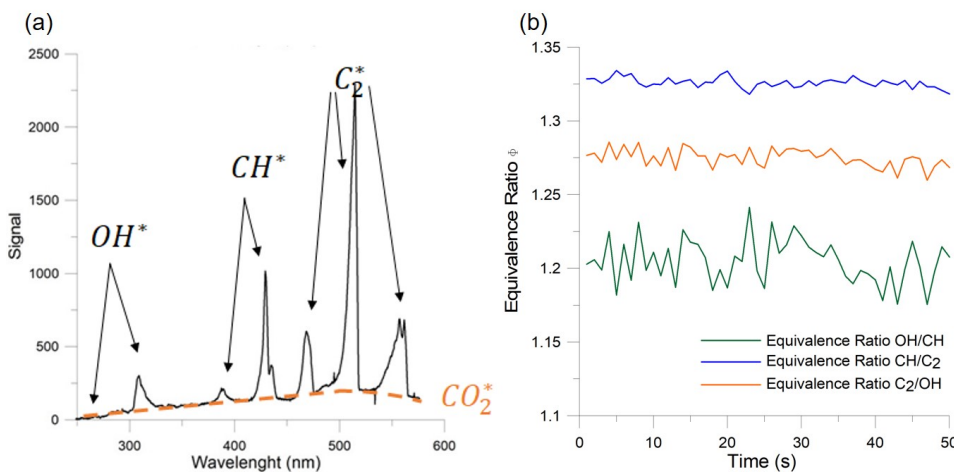 (a)
2500
2000
1500
1000
500
0
300
400
500
600
Signal
Wavelenght (nm)
OH*
CH*
C₂*
CO₂*
(b)
1.35
1.3
1.25
1.2
1.15
1.1
0
10
20
30
40
50
Equivalence Ratio Φ
Time (s)
Equivalence Ratio OH/CH
Equivalence Ratio CH/C₂
Equivalence Ratio C₂/OH